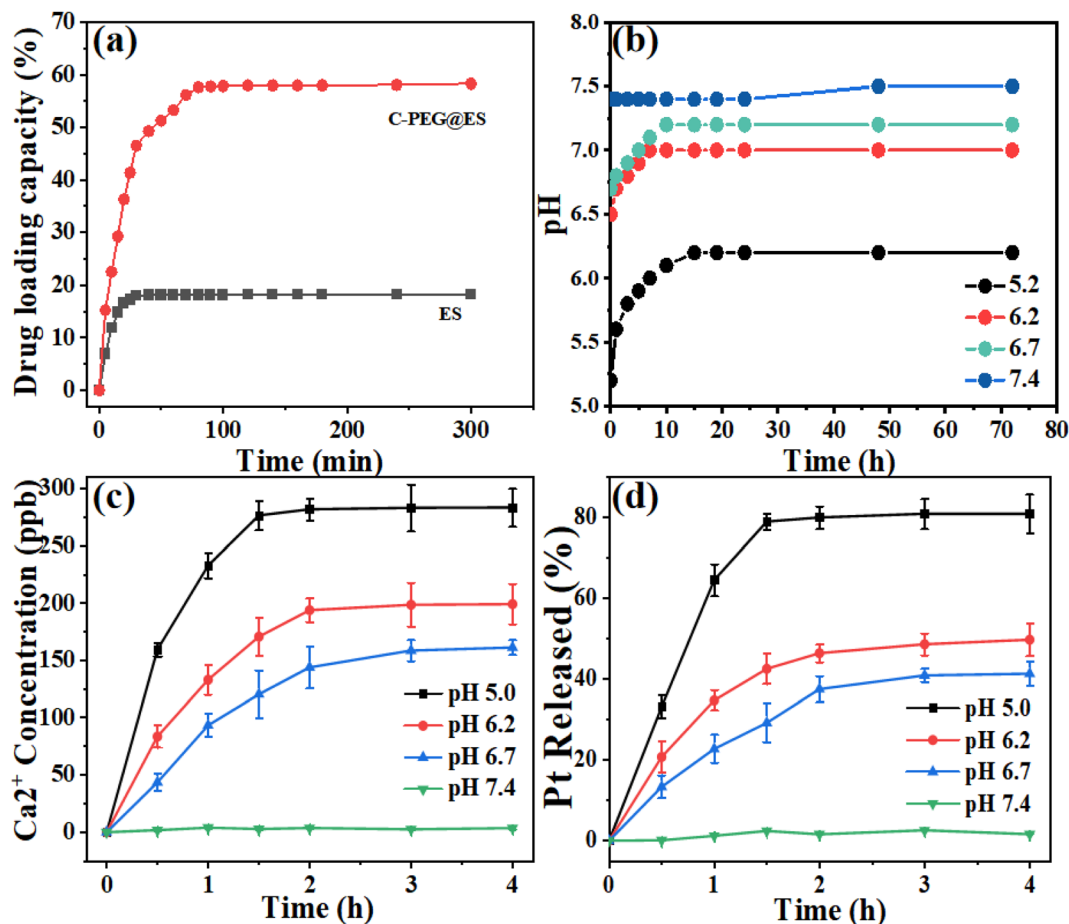 (a)
Drug loading capacity (%)
70
60
50
40
30
20
10
0
C-PEG@ES
ES
0 100 200 300
Time (min)
(b)
pH
8.0
7.5
7.0
6.5
6.0
5.5
5.0
5.2
6.2
6.7
7.4
0 10 20 30 40 50 60 70 80
Time (h)
(c)
Ca2+ Concentration (ppb)
300
250
200
150
100
50
0
pH 5.0
pH 6.2
pH 6.7
pH 7.4
0 1 2 3 4
Time (h)
(d)
Pt Released (%)
80
60
40
20
0
pH 5.0
pH 6.2
pH 6.7
pH 7.4
0 1 2 3 4
Time (h)